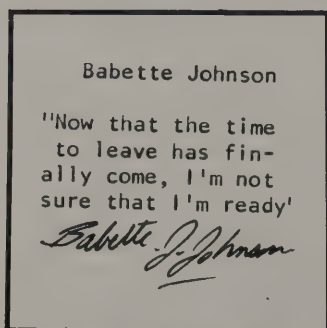 Babette Johnson
"Now that the time
to leave has fin-
ally come, I'm not
sure that I'm ready'
Babette J. Johnson